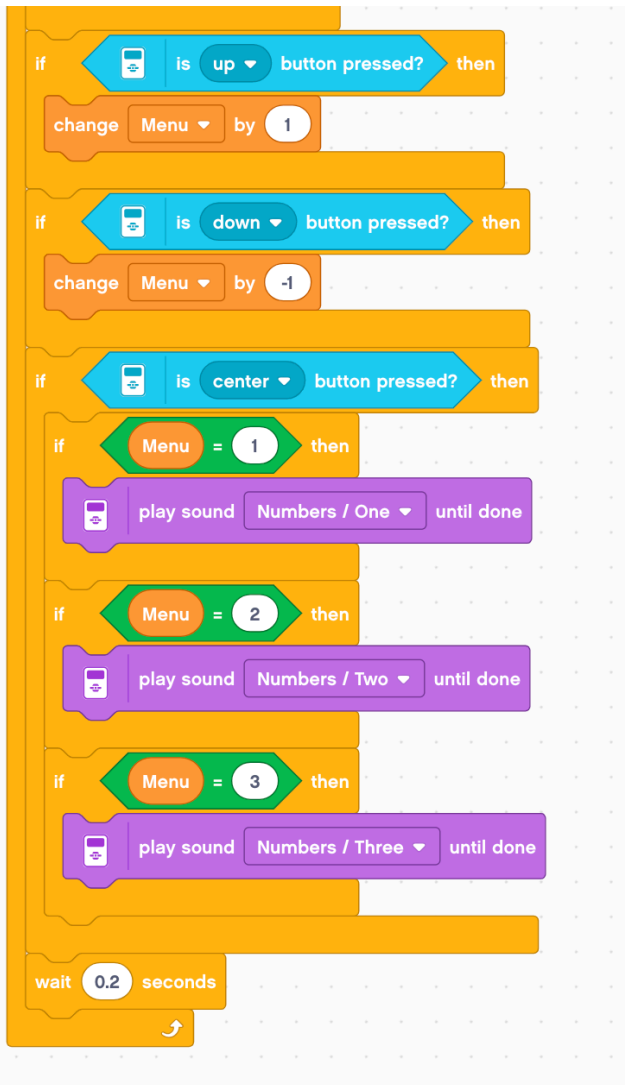 if is up button pressed? then
change Menu by 1
if is down button pressed? then
change Menu by -1
if is center button pressed? then
if Menu = 1 then
play sound Numbers / One until done
if Menu = 2 then
play sound Numbers / Two until done
if Menu = 3 then
play sound Numbers / Three until done
wait 0.2 seconds